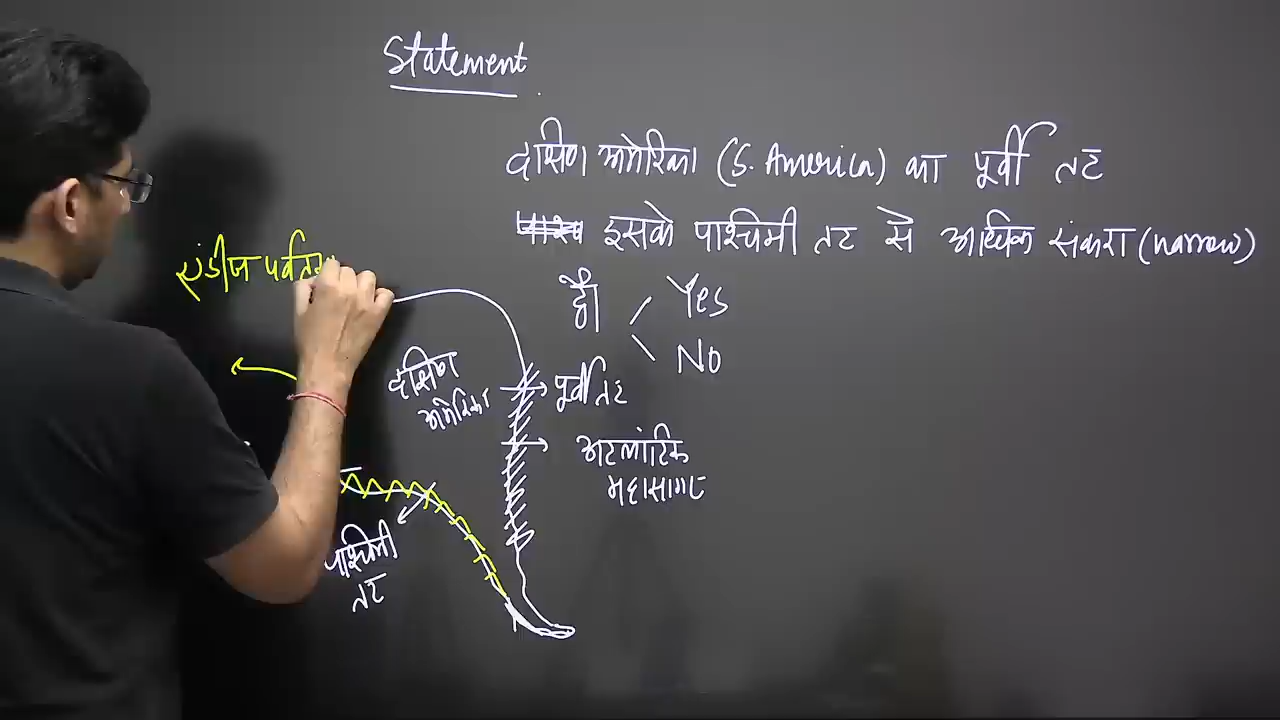 Statement
दक्षिण अमेरिका (S. America) का पूर्वी तट
इसके पश्चिमी तट से अधिक संकरा (narrow)
है।
Yes
No
एंडीज पर्वत
दक्षिण
अमेरिका
पूर्वी तट
अटलांटिक
महासागर
पश्चिमी
तट